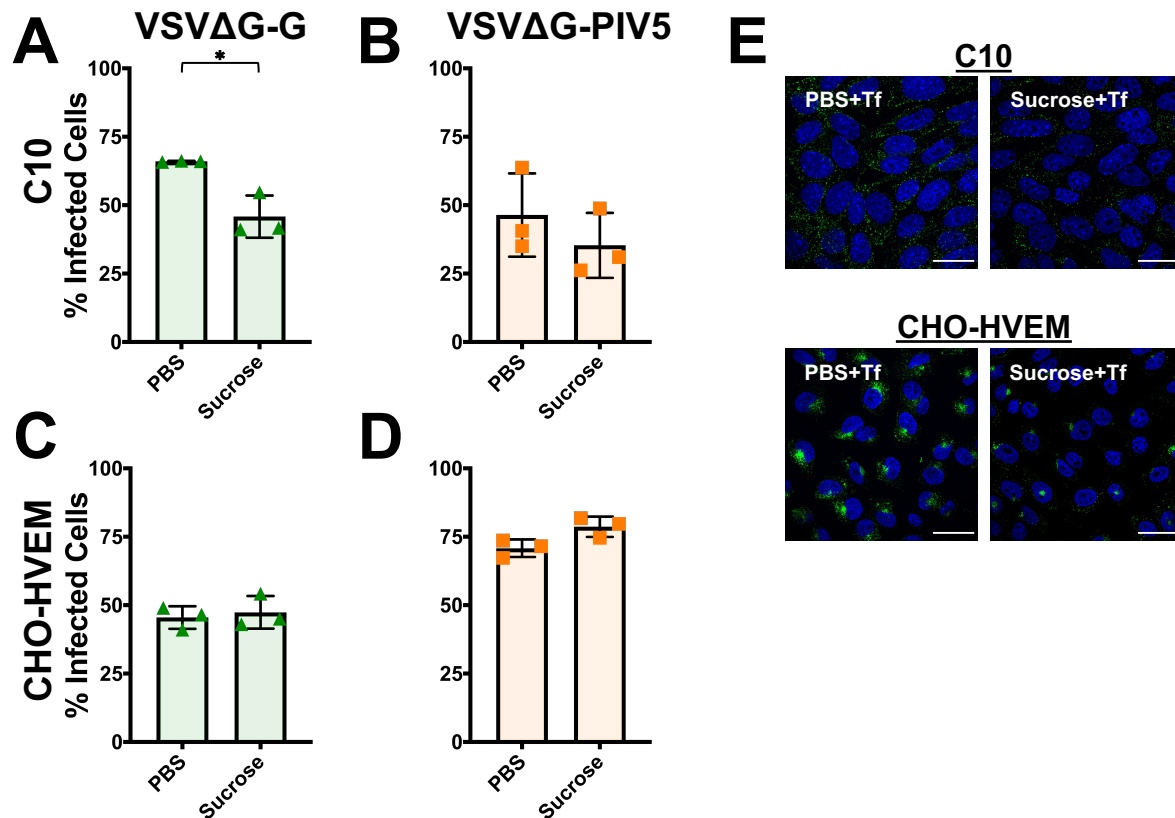 A
VSVΔG-G
*
C10
% Infected Cells
100
75
50
25
0
PBS
Sucrose
B
VSVΔG-PIV5
100
75
50
25
0
PBS
Sucrose
C
CHO-HVEM
% Infected Cells
100
75
50
25
0
PBS
Sucrose
D
100
75
50
25
0
PBS
Sucrose
E
C10
PBS+Tf
Sucrose+Tf
CHO-HVEM
PBS+Tf
Sucrose+Tf